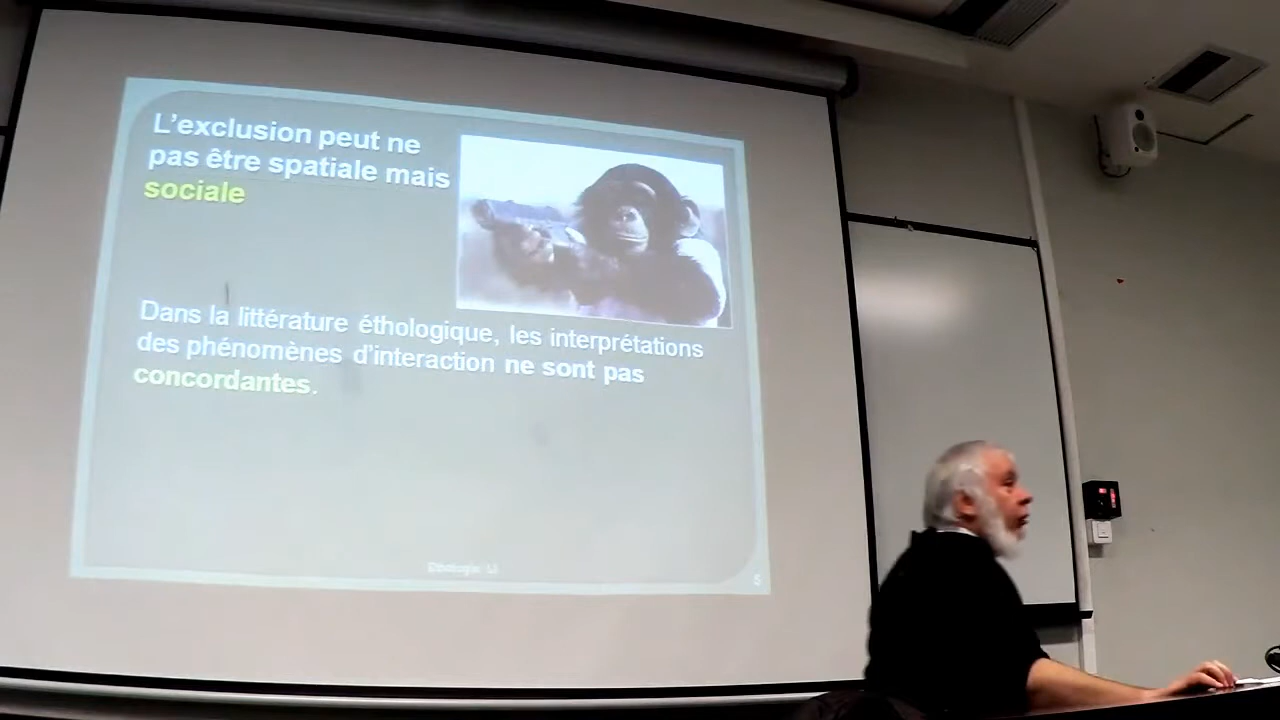 L'exclusion peut ne
pas être spatiale mais
sociale
Dans la littérature éthologique, les interprétations
des phénomènes d'interaction ne sont pas
concordantes.
5